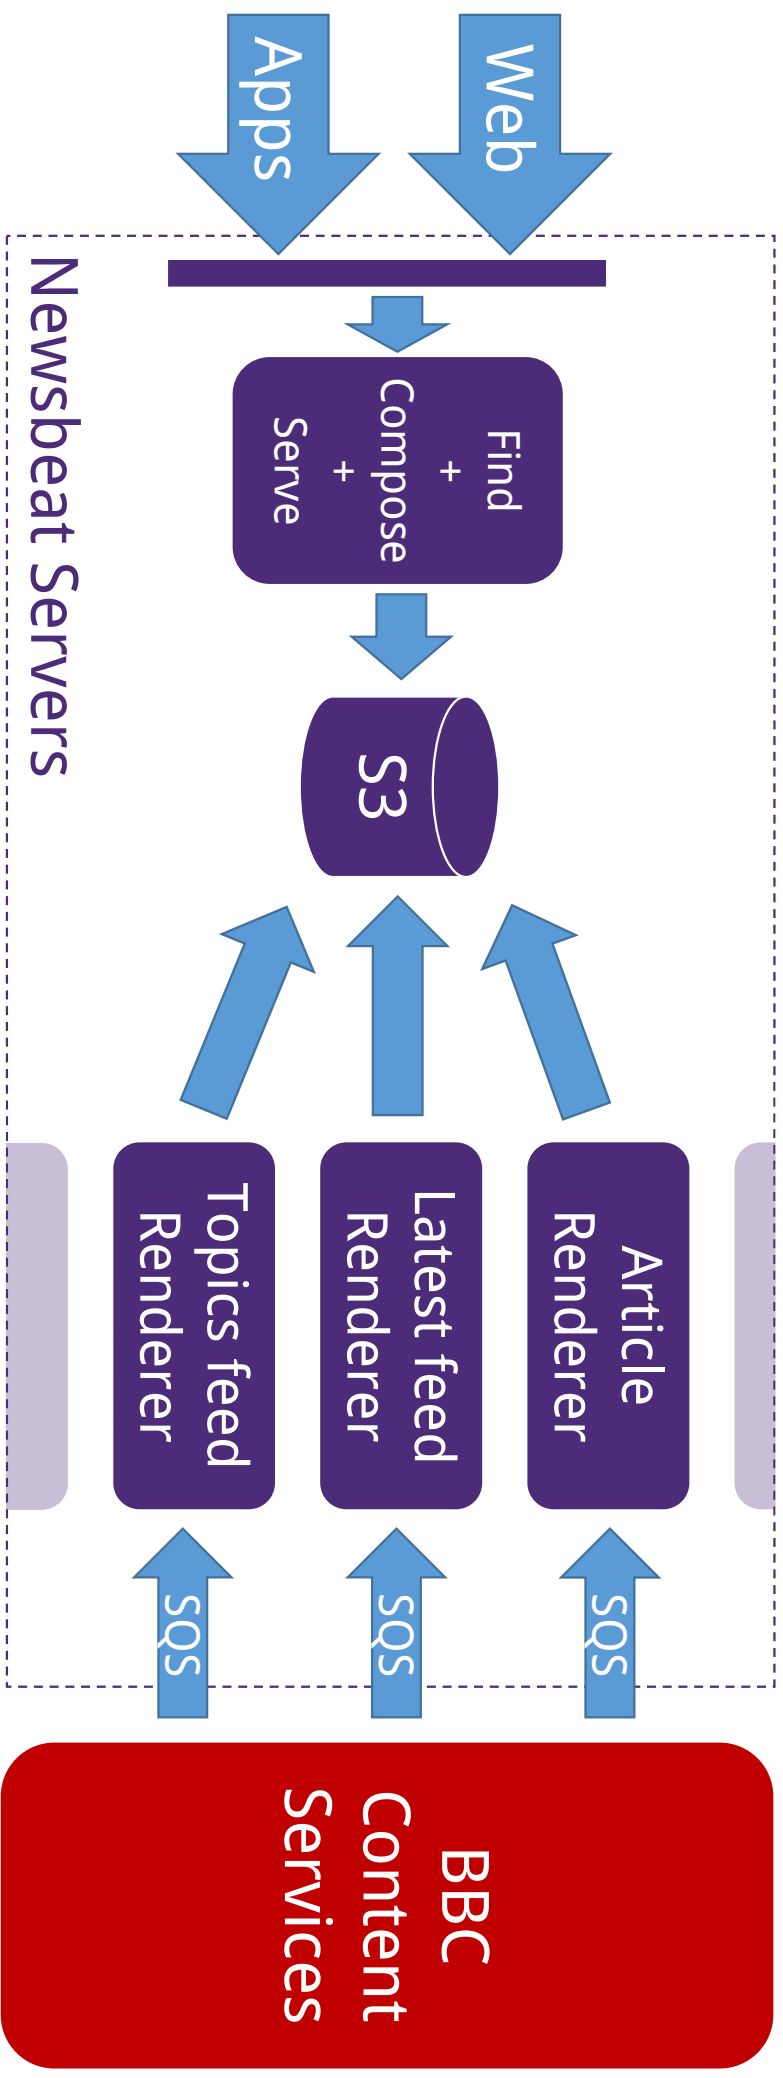 Web
Apps
Find
+
Compose
+
Serve
S3
Article
Renderer
Latest feed
Renderer
Topics feed
Renderer
SQS
SQS
SQS
BBC
Content
Services
Newsbeat Servers